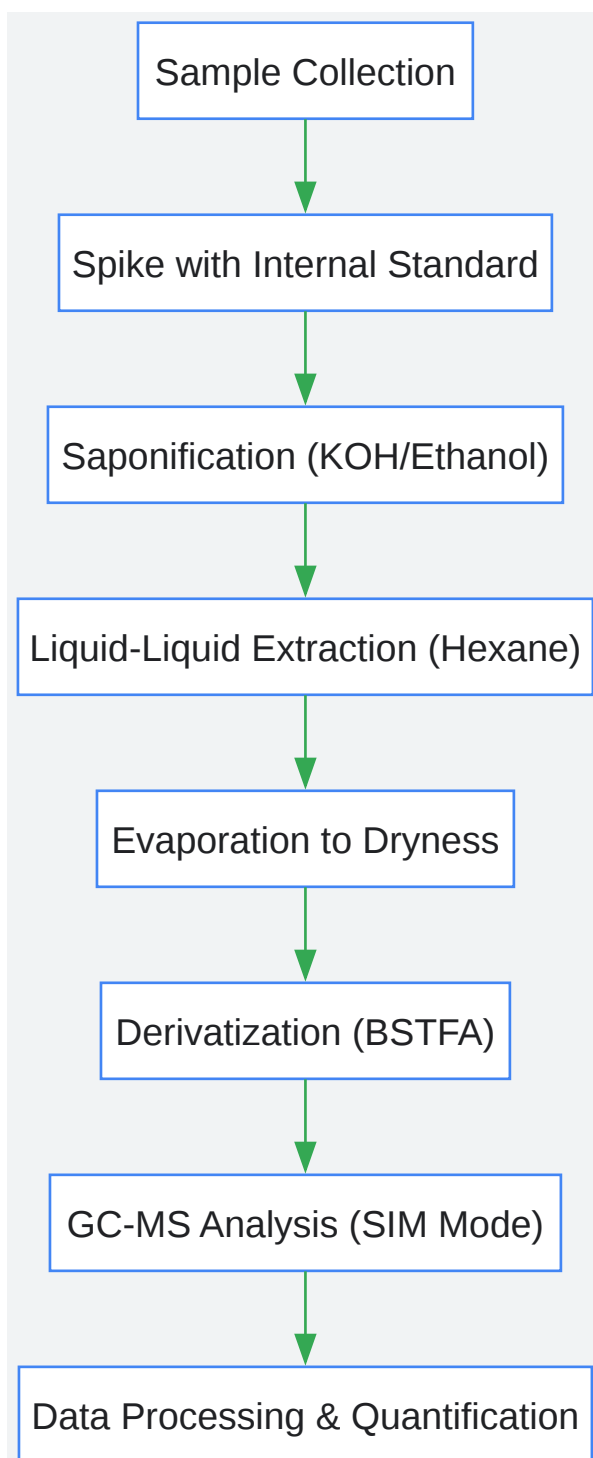 Sample Collection
Spike with Internal Standard
Saponification (KOH/Ethanol)
Liquid-Liquid Extraction (Hexane)
Evaporation to Dryness
Derivatization (BSTFA)
GC-MS Analysis (SIM Mode)
Data Processing & Quantification